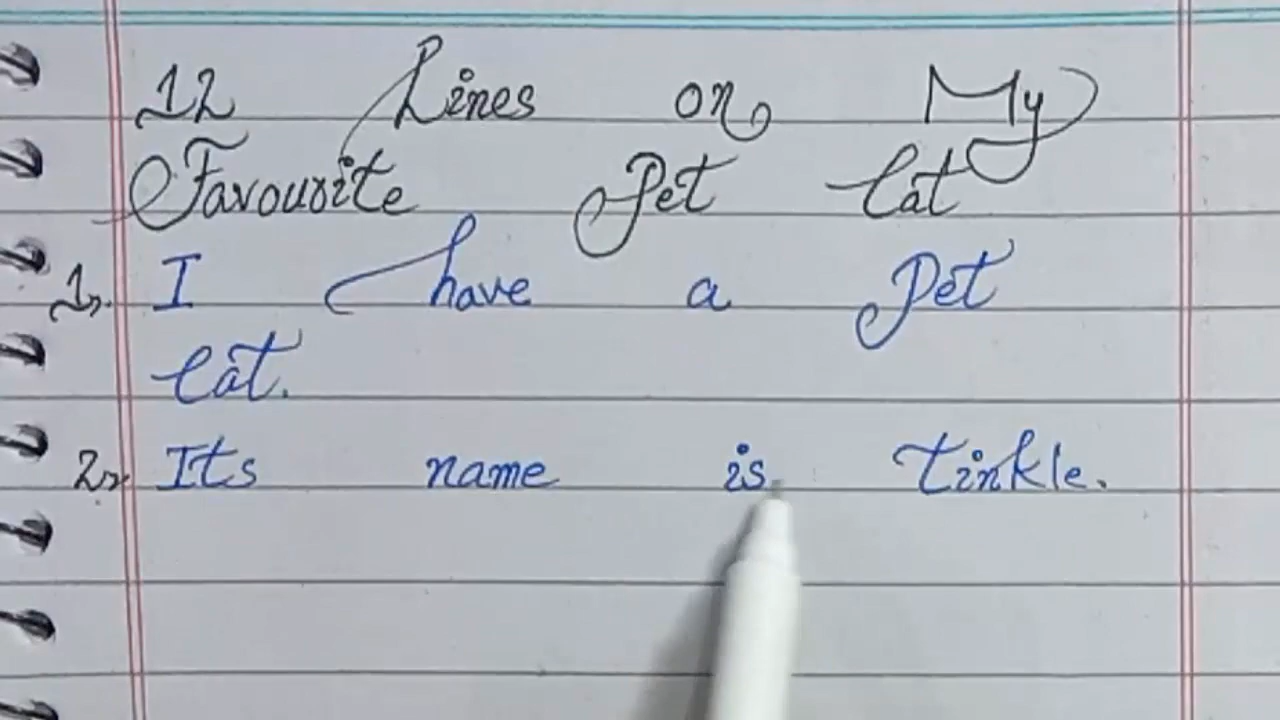 12 Lines on My
Favourite Pet Cat
1. I have a Pet
Cat.
2. Its name is Tinkle.